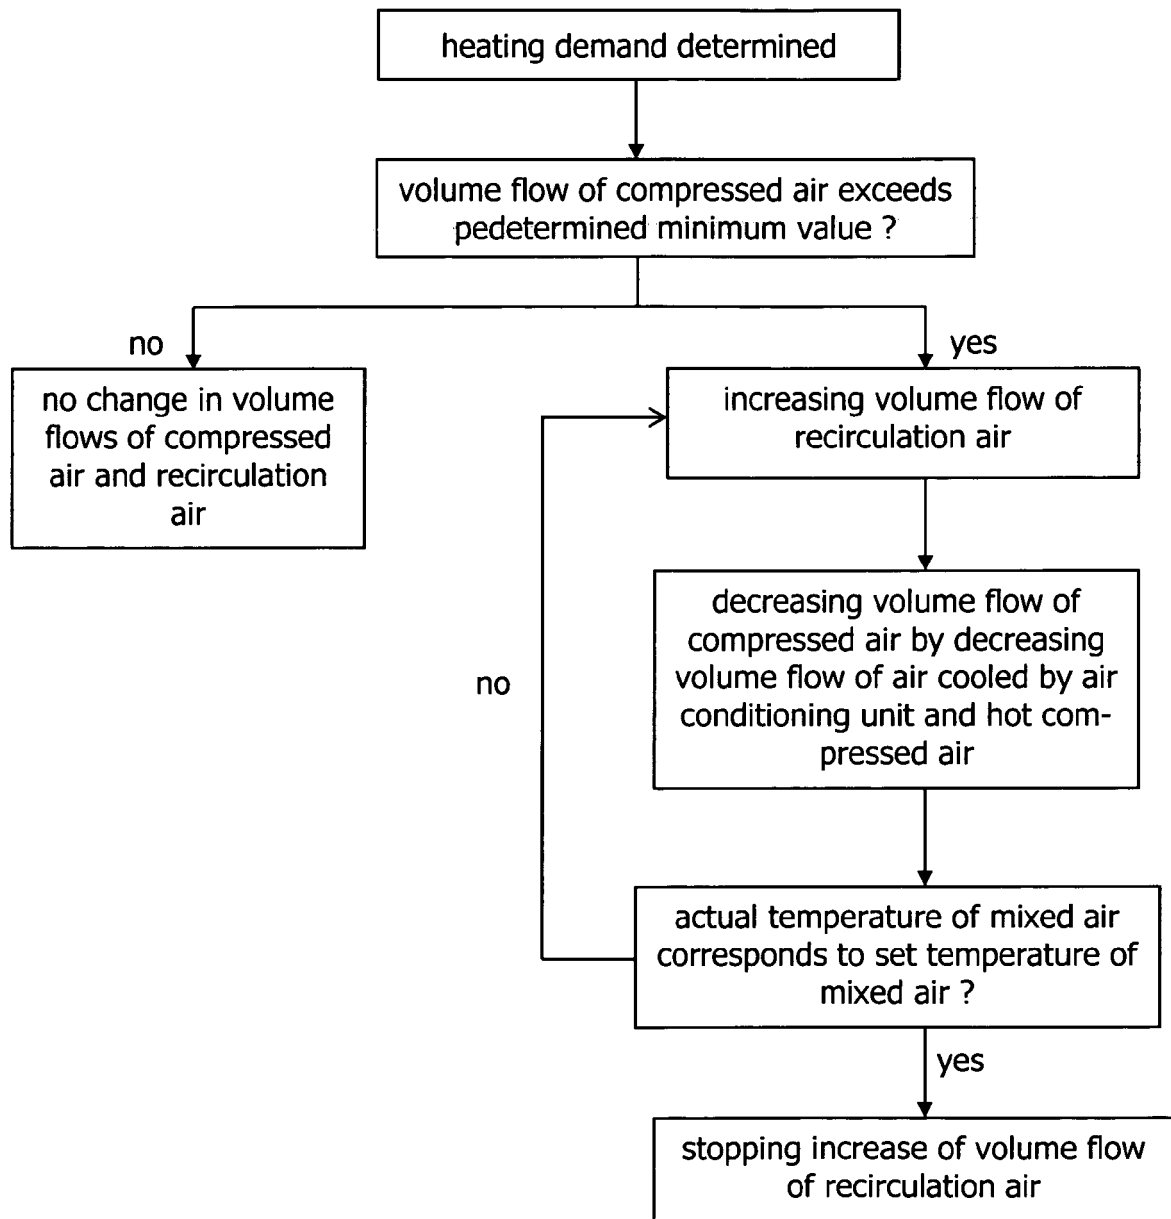 heating demand determined
volume flow of compressed air exceeds
pedetermined minimum value ?
no
yes
no change in volume
flows of compressed
air and recirculation
air
increasing volume flow of
recirculation air
decreasing volume flow of
compressed air by decreasing
volume flow of air cooled by air
conditioning unit and hot com-
pressed air
no
actual temperature of mixed air
corresponds to set temperature of
mixed air ?
yes
stopping increase of volume flow
of recirculation air